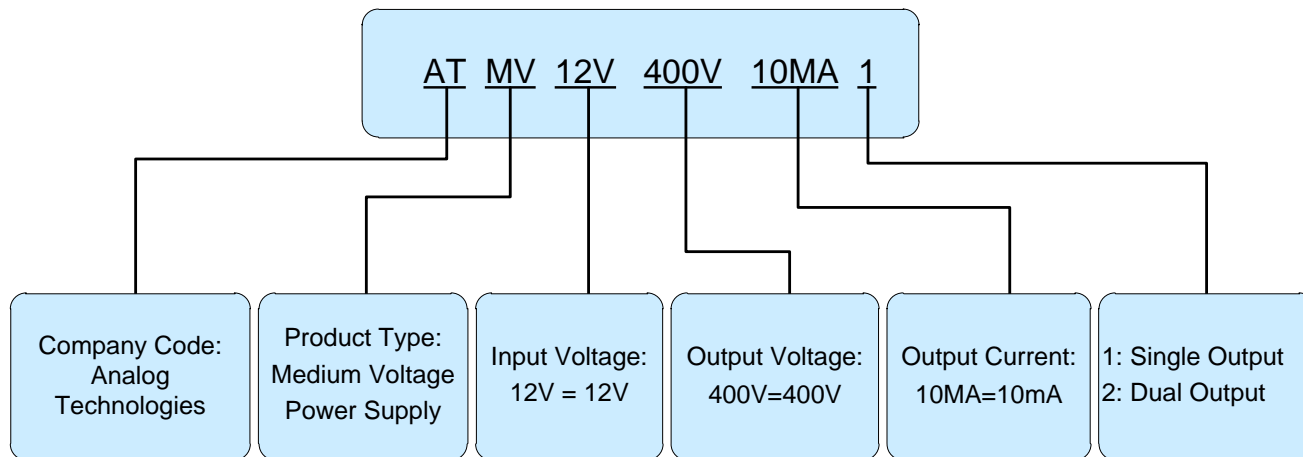 AT MV 12V 400V 10MA 1
Company Code:
Analog
Technologies
Product Type:
Medium Voltage
Power Supply
Input Voltage:
12V = 12V
Output Voltage:
400V=400V
Output Current:
10MA=10mA
1: Single Output
2: Dual Output